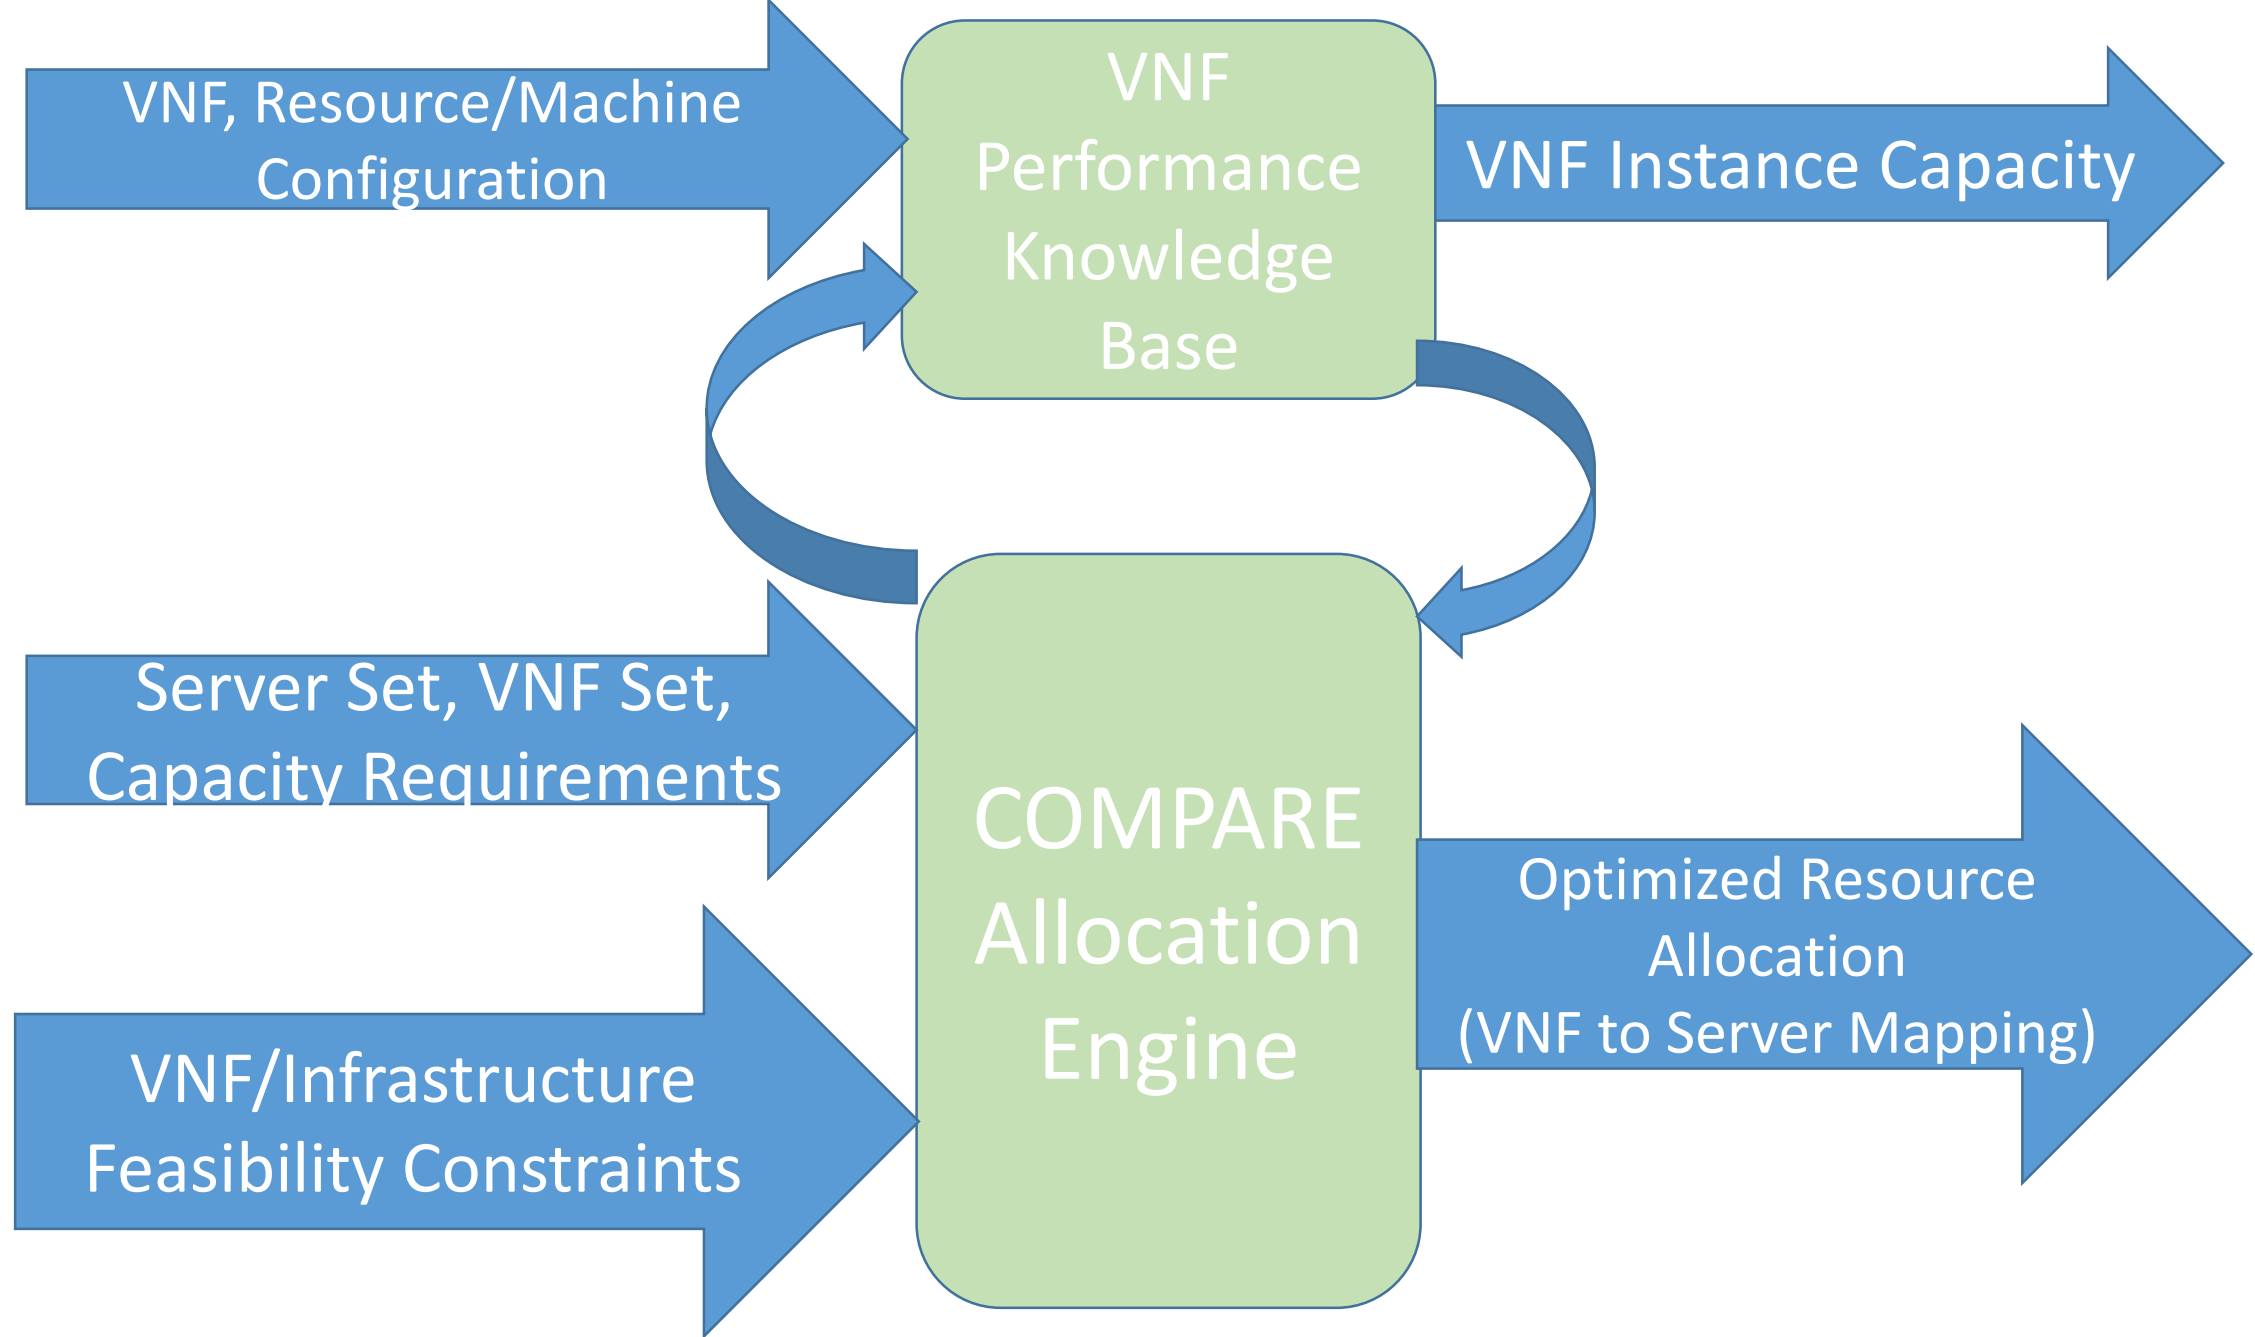 VNF, Resource/Machine
Configuration
VNF
Performance
Knowledge
Base
VNF Instance Capacity
Server Set, VNF Set,
Capacity Requirements
VNF/Infrastructure
Feasibility Constraints
COMPARE
Allocation
Engine
Optimized Resource
Allocation
(VNF to Server Mapping)